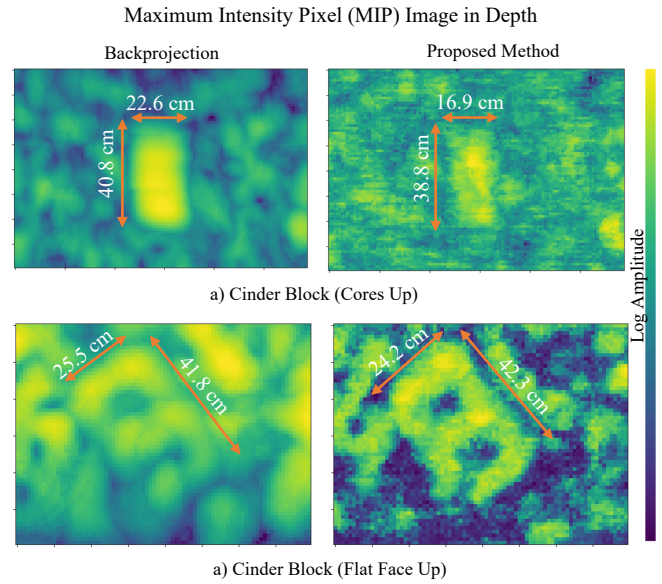 Maximum Intensity Pixel (MIP) Image in Depth
Backprojection
Proposed Method
22.6 cm
40.8 cm
16.9 cm
38.8 cm
a) Cinder Block (Cores Up)
25.5 cm
41.8 cm
24.2 cm
42.3 cm
Log Amplitude
a) Cinder Block (Flat Face Up)